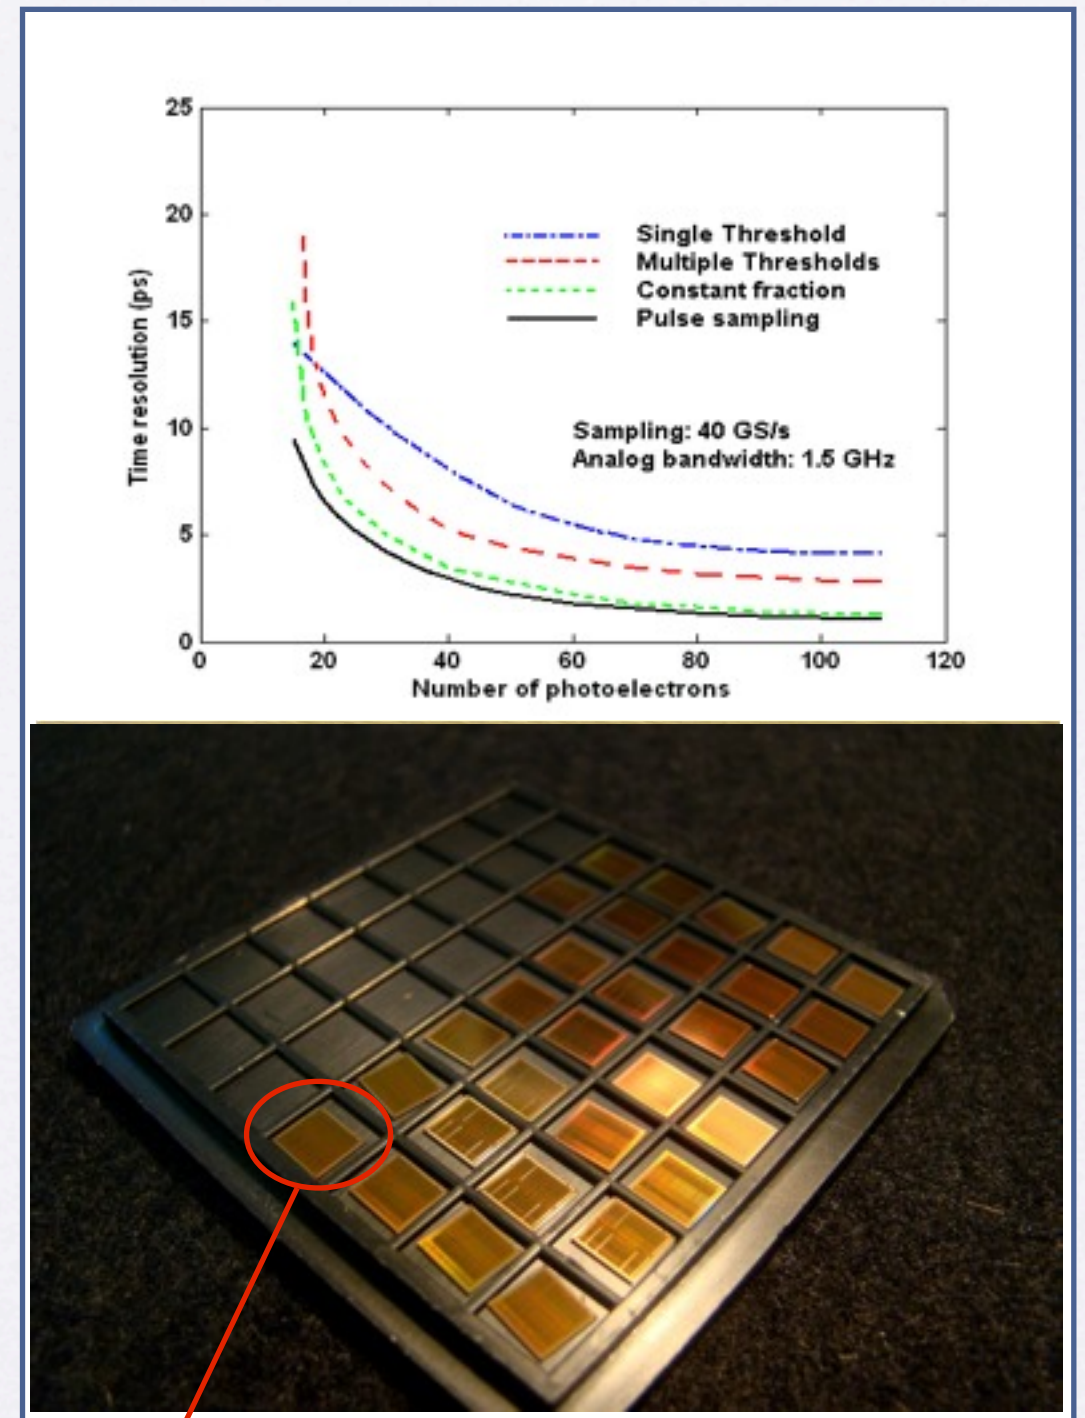 25
20
15
10
5
0
Time resolution (ps)
Single Threshold
Multiple Thresholds
Constant fraction
Pulse sampling
Sampling: 40 GS/s
Analog bandwidth: 1.5 GHz
0 20 40 60 80 100 120
Number of photoelectrons